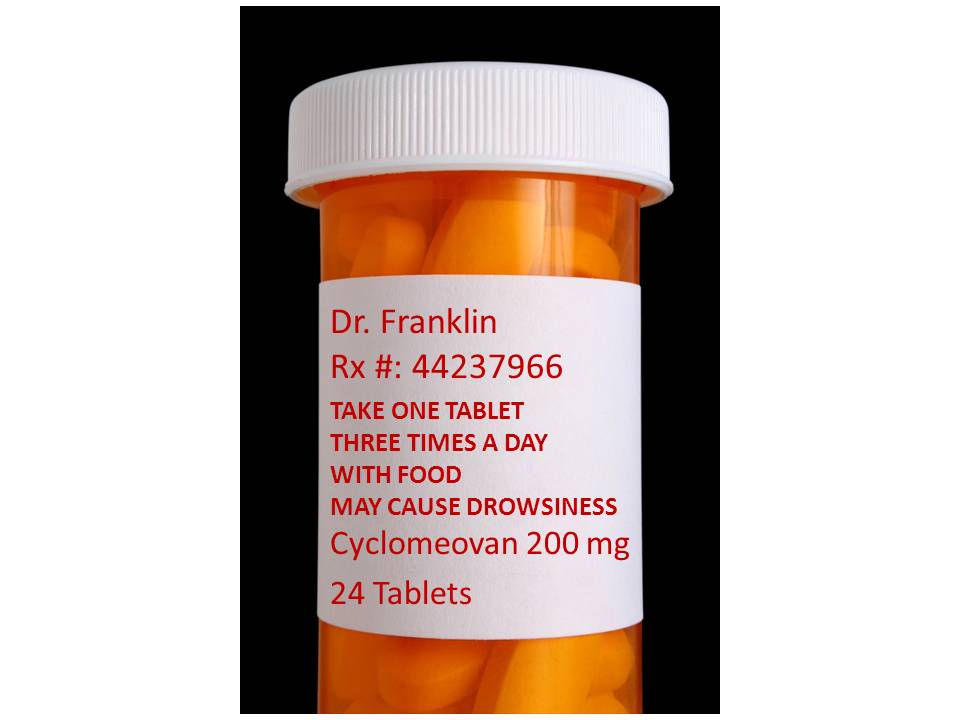 Dr. Franklin
Rx #: 44237966
TAKE ONE TABLET
THREE TIMES A DAY
WITH FOOD
MAY CAUSE DROWSINESS
Cyclomeovan 200 mg
24 Tablets